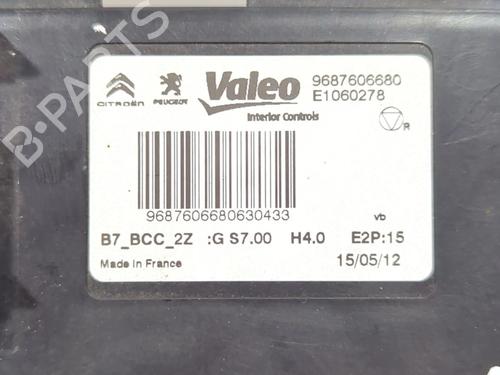 B-PARTS
CITROËN
PEUGEOT
Valeo
Interior Controls
9687606680
E1060278
R
9687606680630433
vb
B7_BCC_2Z :G S7.00 H4.0 E2P:15
Made in France
15/05/12